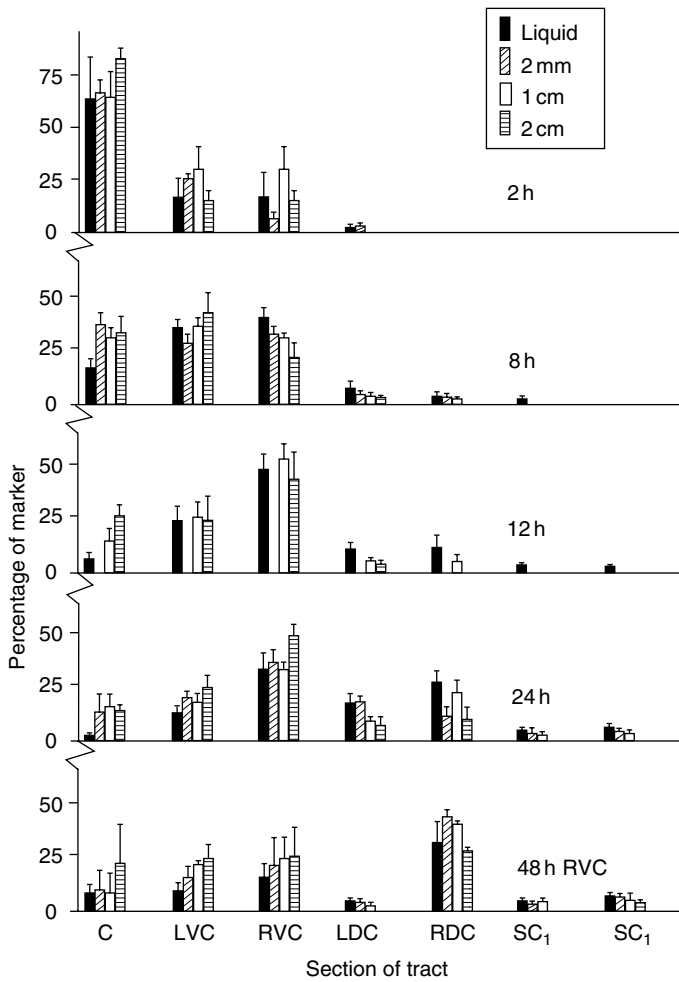 Liquid
2 mm
1 cm
2 cm
75
50
25
0
2 h
50
25
0
8 h
50
25
0
12 h
50
25
0
24 h
50
25
0
48 h RVC
Percentage of marker
C LVC RVC LDC RDC SC₁ SC₁
Section of tract